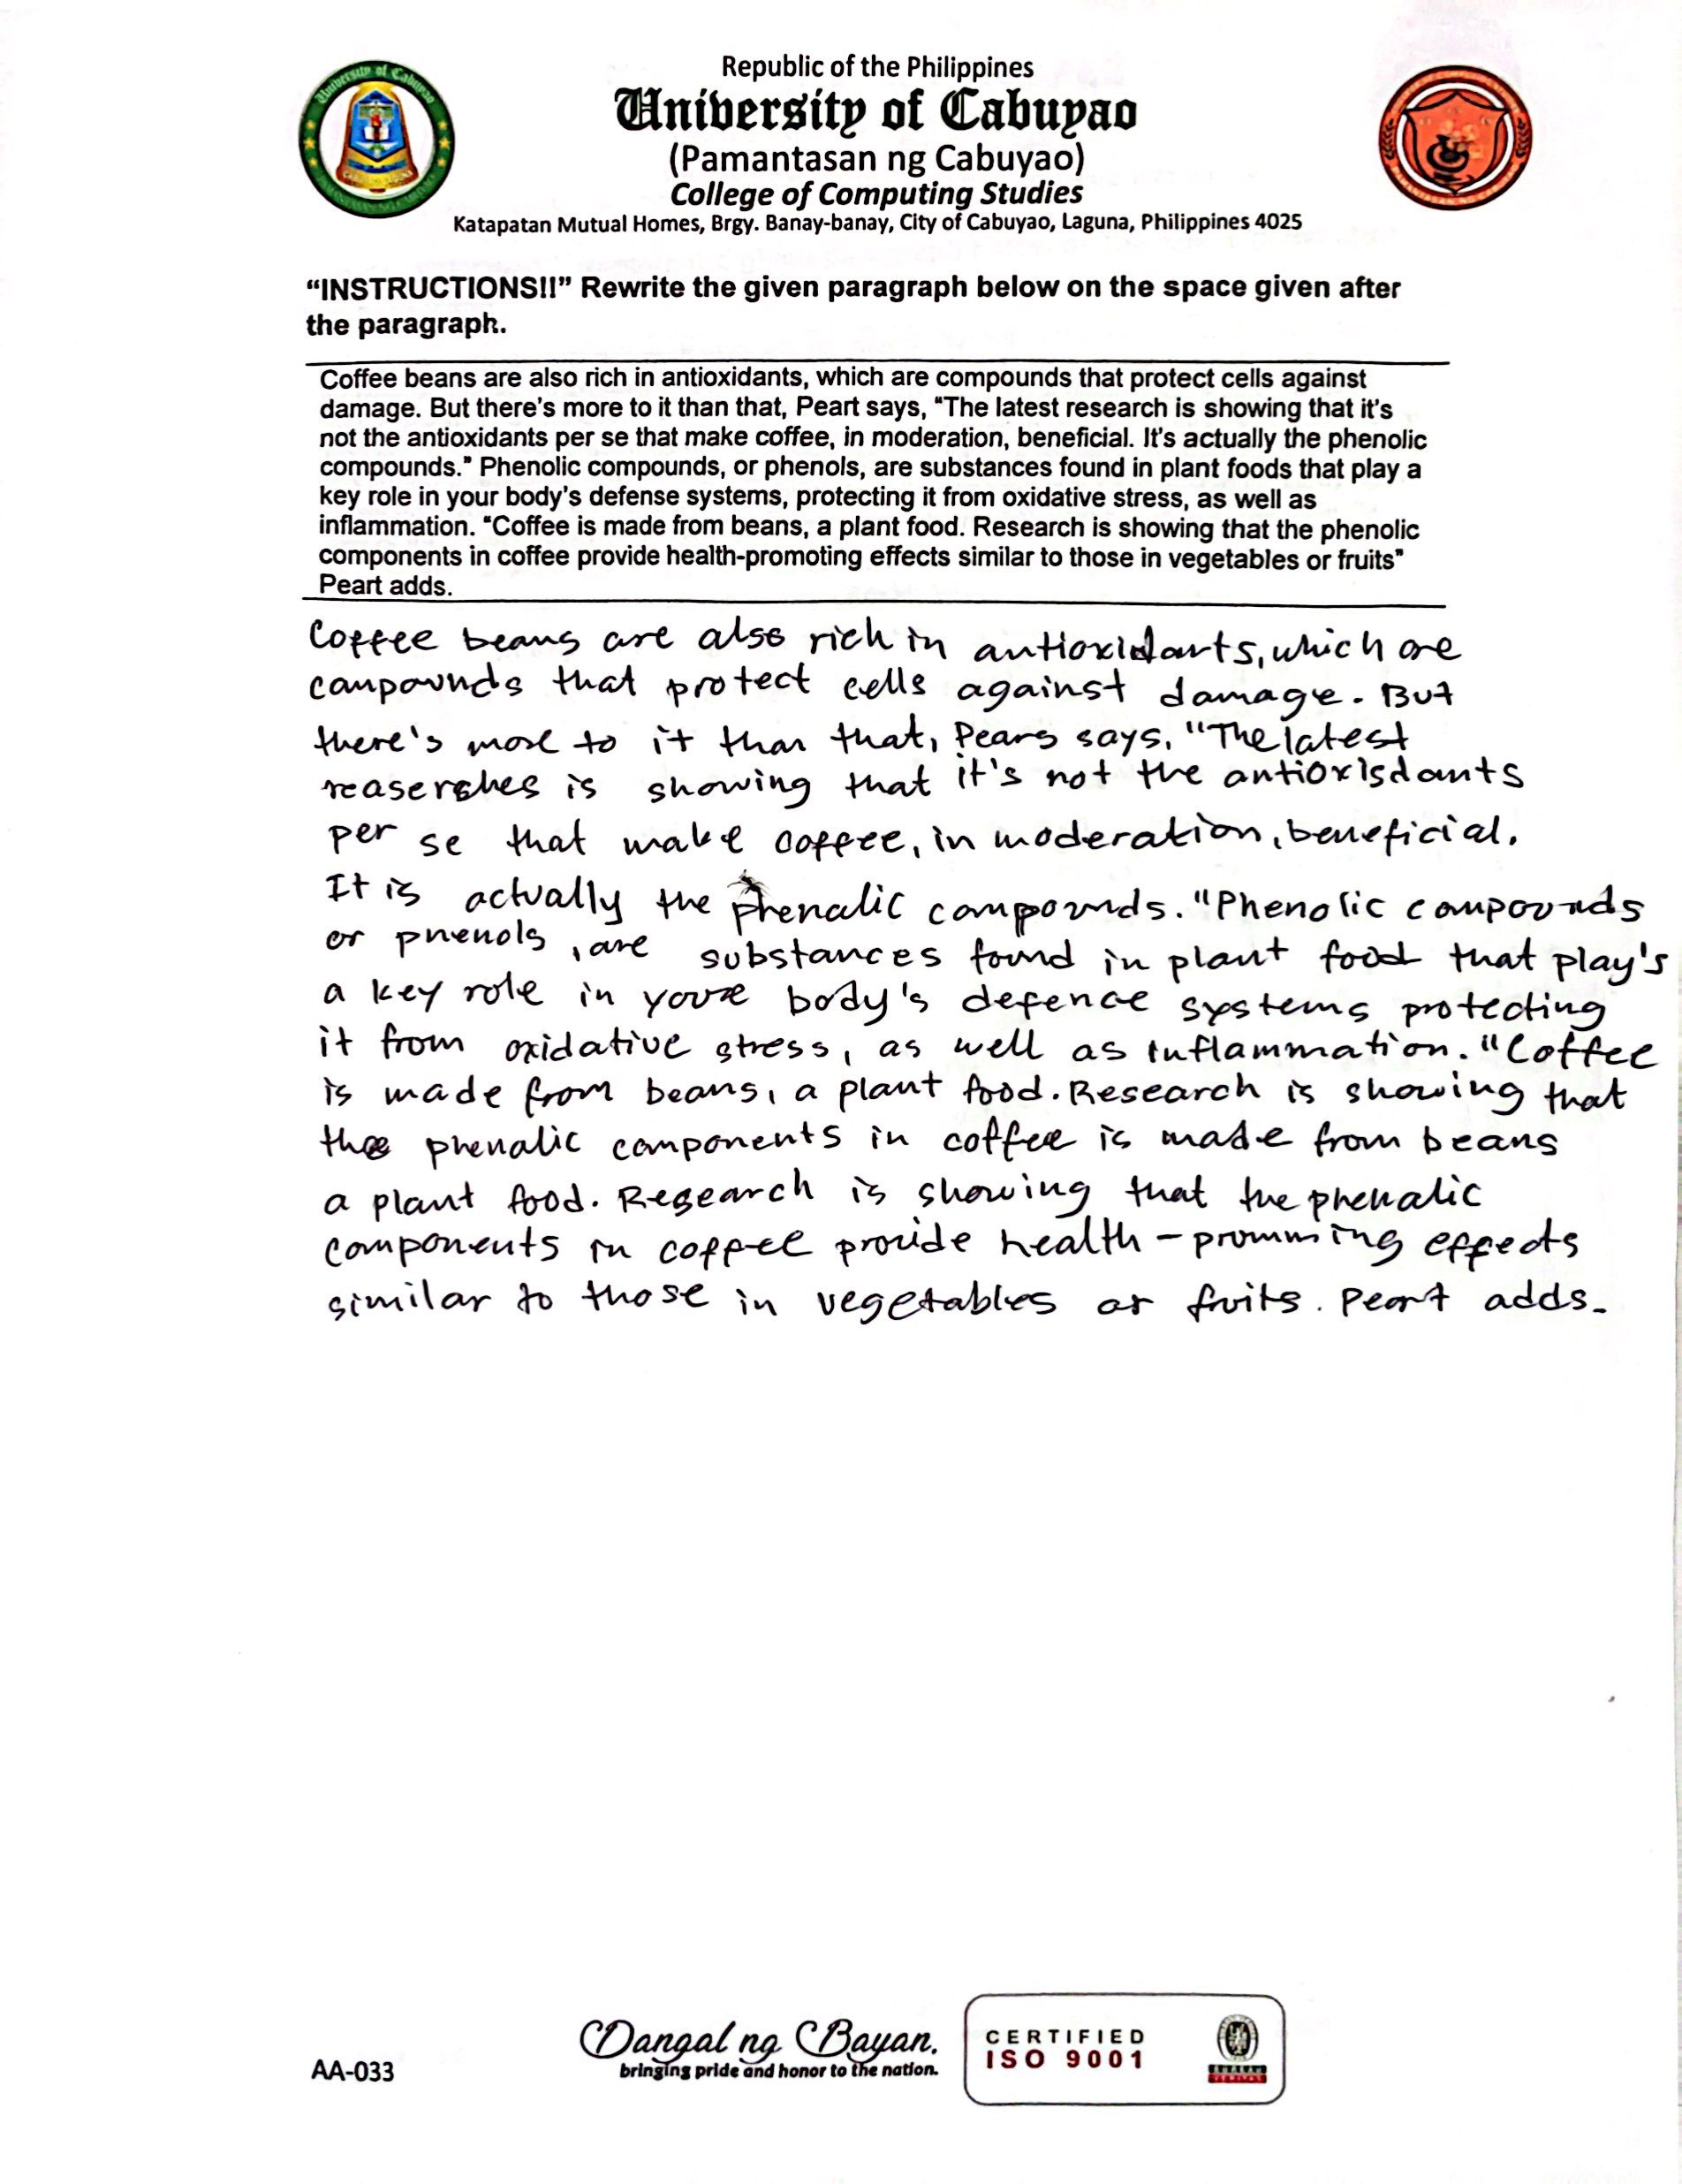 Republic of the Philippines
University of Cabuyao
(Pamantasan ng Cabuyao)
College of Computing Studies
Katapatan Mutual Homes, Brgy. Banay-banay, City of Cabuyao, Laguna, Philippines 4025
“INSTRUCTIONS!!” Rewrite the given paragraph below on the space given after
the paragraph.
Coffee beans are also rich in antioxidants, which are compounds that protect cells against
damage. But there's more to it than that, Peart says, "The latest research is showing that it's
not the antioxidants per se that make coffee, in moderation, beneficial. It's actually the phenolic
compounds." Phenolic compounds, or phenols, are substances found in plant foods that play a
key role in your body's defense systems, protecting it from oxidative stress, as well as
inflammation. "Coffee is made from beans, a plant food. Research is showing that the phenolic
components in coffee provide health-promoting effects similar to those in vegetables or fruits"
Peart adds.
Coffee beans are also rich in antioxidants, which are
compounds that protect cells against damage. But
there's more to it than that, Pears says, "The latest
reaserches is showing that it's not the antioxisdants
per se that make coffee, in moderation, beneficial.
It is actually the phenalic compounds. "Phenolic compounds
or phenols, are substances found in plant food that play's
a key role in your body's defence systems protecting
it from oxidative stress, as well as inflammation. "Coffee
is made from beans, a plant food. Research is showing that
the phenalic components in coffee is made from beans
a plant food. Research is showing that the phenalic
components in coffee provide health-promming effects
similar to those in vegetables or fruits. Peart adds.
AA-033
Dangal ng Bayan.
bringing pride and honor to the nation.
CERTIFIED
ISO 9001